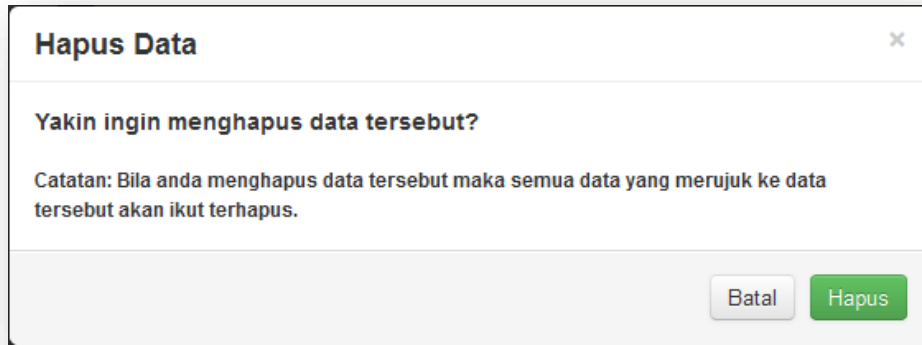 Hapus Data ×
Yakin ingin menghapus data tersebut?
Catatan: Bila anda menghapus data tersebut maka semua data yang merujuk ke data
tersebut akan ikut terhapus.
Batal Hapus